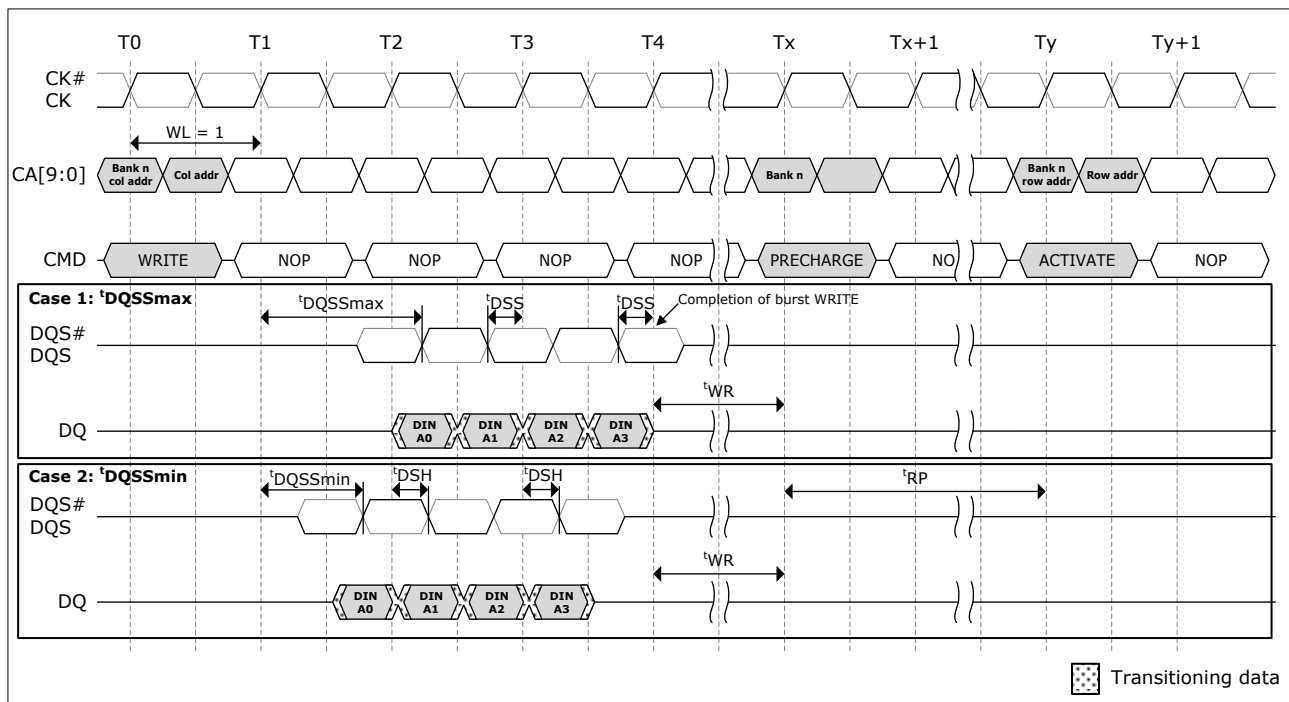 T0 T1 T2 T3 T4 Tx Tx+1 Ty Ty+1
CK#
CK
WL = 1
CA[9:0]
Bank n
col addr
Col addr
Bank n
Bank n
row addr
Row addr
CMD WRITE NOP NOP NOP NOP PRECHARGE NO ACTIVATE NOP
Case 1: tDQSSmax
tDQSSmax tDSS tDSS Completion of burst WRITE
DQS#
DQS
tWR
DQ
DIN
A0
DIN
A1
DIN
A2
DIN
A3
Case 2: tDQSSmin
tDQSSmin tDSH tDSH tRP
DQS#
DQS
tWR
DQ
DIN
A0
DIN
A1
DIN
A2
DIN
A3
Transitioning data